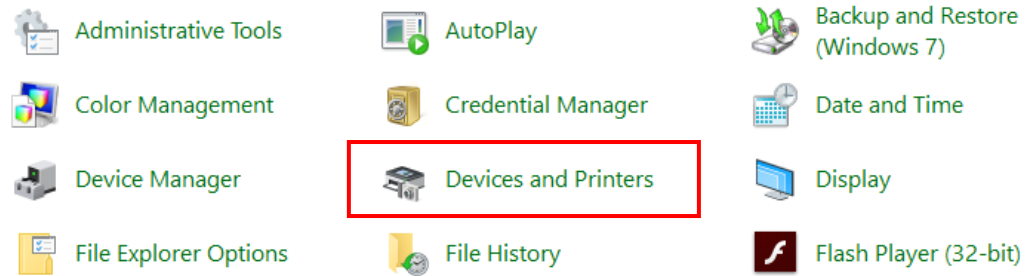 Administrative Tools
AutoPlay
Backup and Restore
(Windows 7)
Color Management
Credential Manager
Date and Time
Device Manager
Devices and Printers
Display
File Explorer Options
File History
Flash Player (32-bit)